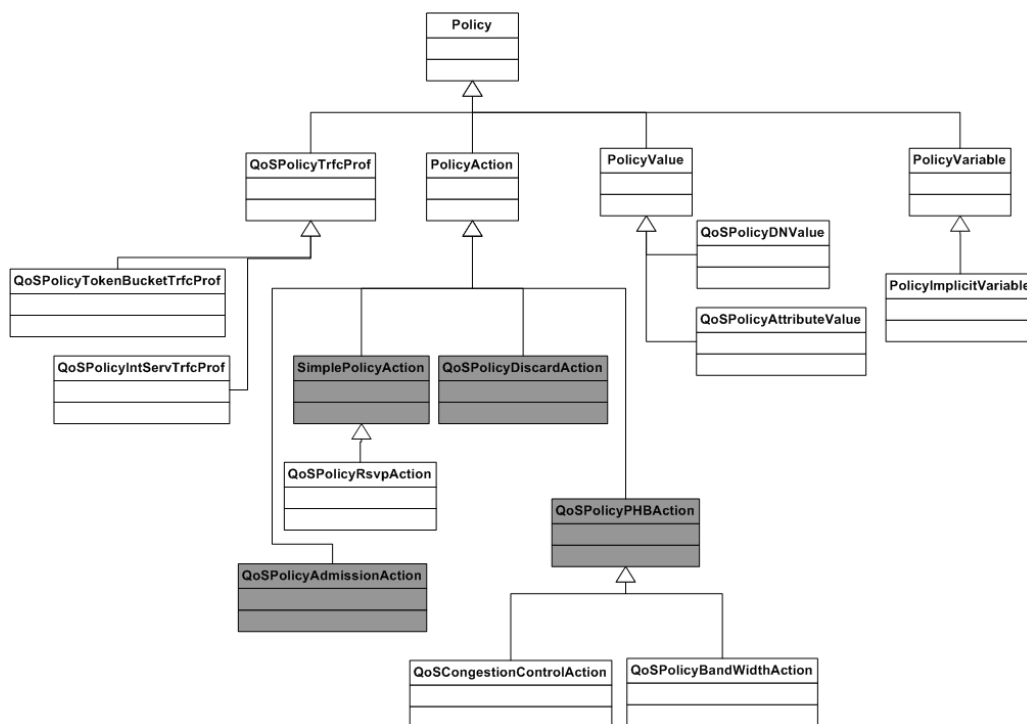 Policy
QoSPolicyTrfcProf
PolicyAction
PolicyValue
PolicyVariable
QoSPolicyDNValue
QoSPolicyTokenBucketTrfcProf
PolicyImplicitVariable
QoSPolicyAttributeValue
QoSPolicyIntServTrfcProf
SimplePolicyAction
QoSPolicyDiscardAction
QoSPolicyRsvpAction
QoSPolicyPHBAction
QoSPolicyAdmissionAction
QoSCongestionControlAction
QoSPolicyBandWidthAction